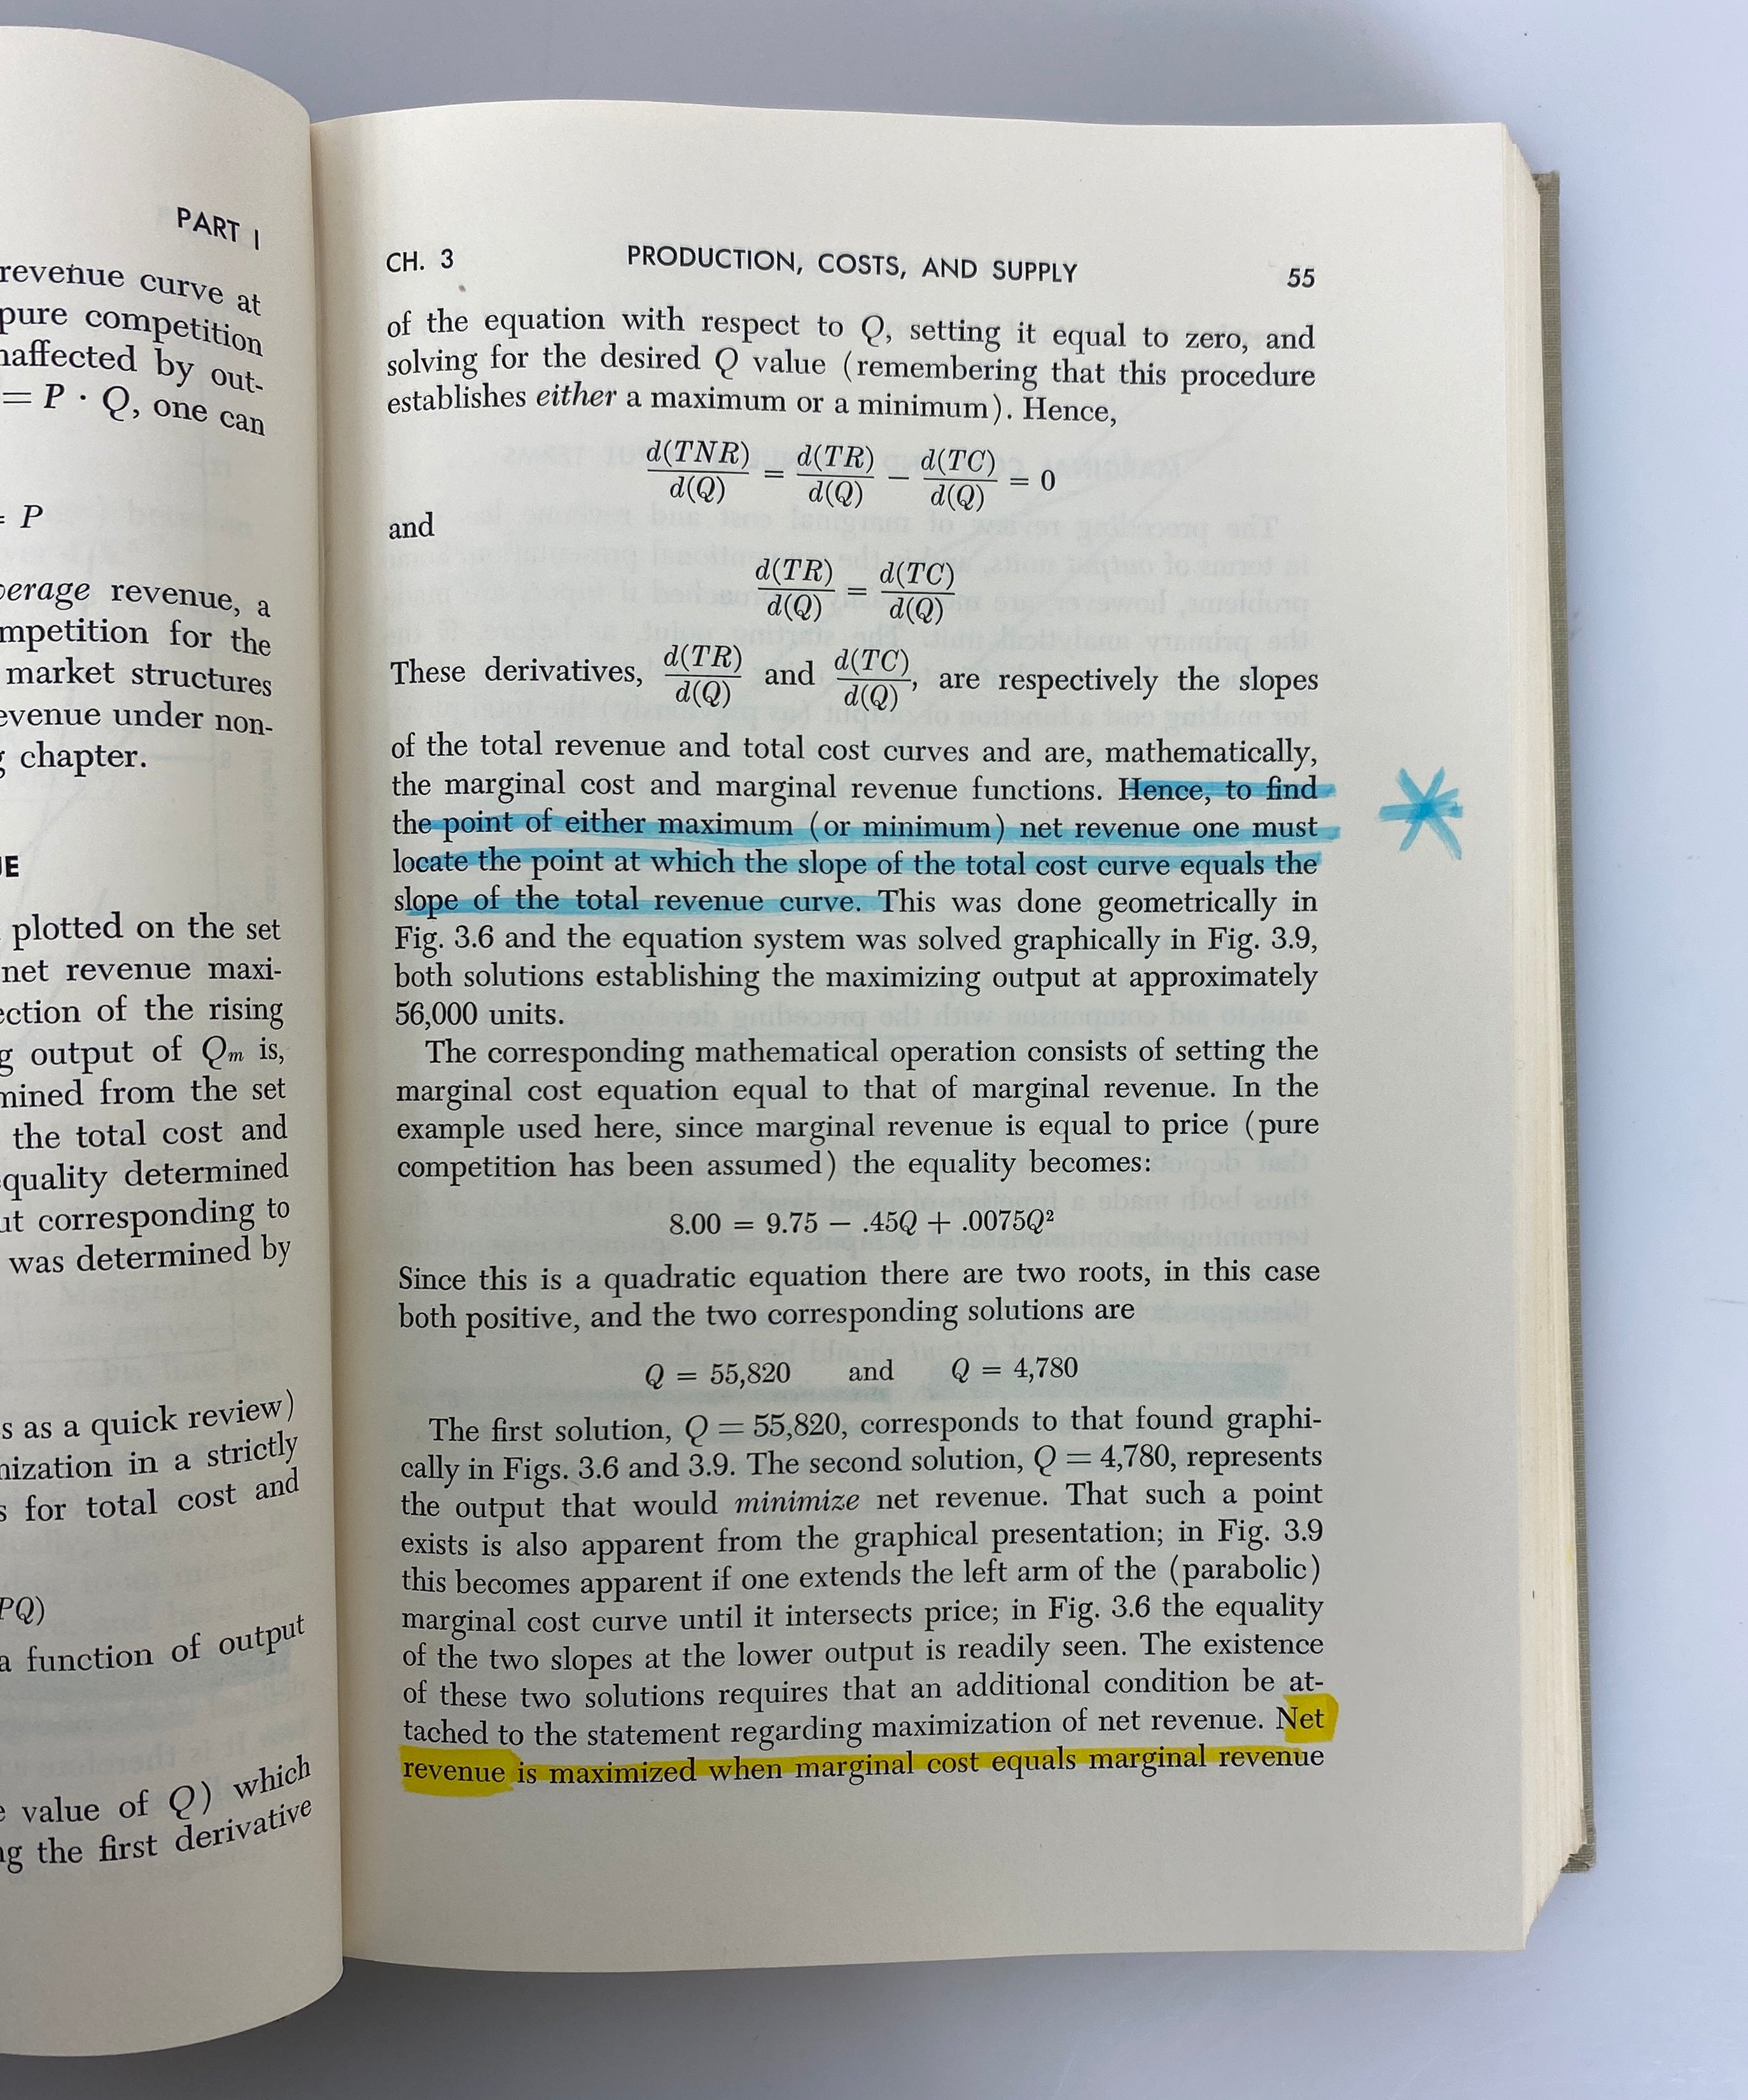 PART I
revenue curve at
pure competition
by out-
= P · Q, one can
= P
revenue, a
for the
market structures
revenue under non-
chapter.
plotted on the set
net revenue maxi-
of the rising
output of Qm is,
from the set
the total cost and
determined
corresponding to
was determined by
s as a quick review)
in a strictly
for total cost and
PQ)
a function of output
value of Q) which
the first derivative
CH. 3 PRODUCTION, COSTS, AND SUPPLY 55
of the equation with respect to Q, setting it equal to zero, and
solving for the desired Q value (remembering that this procedure
establishes either a maximum or a minimum). Hence,
d(TNR)/d(Q) = d(TR)/d(Q) − d(TC)/d(Q) = 0
and
d(TR)/d(Q) = d(TC)/d(Q)
These derivatives, d(TR)/d(Q) and d(TC)/d(Q), are respectively the slopes
of the total revenue and total cost curves and are, mathematically,
the marginal cost and marginal revenue functions. Hence, to find
the point of either maximum (or minimum) net revenue one must
locate the point at which the slope of the total cost curve equals the
slope of the total revenue curve. This was done geometrically in
Fig. 3.6 and the equation system was solved graphically in Fig. 3.9,
both solutions establishing the maximizing output at approximately
56,000 units.
The corresponding mathematical operation consists of setting the
marginal cost equation equal to that of marginal revenue. In the
example used here, since marginal revenue is equal to price (pure
competition has been assumed) the equality becomes:
8.00 = 9.75 − .45Q + .0075Q²
Since this is a quadratic equation there are two roots, in this case
both positive, and the two corresponding solutions are
Q = 55,820 and Q = 4,780
The first solution, Q = 55,820, corresponds to that found graphi-
cally in Figs. 3.6 and 3.9. The second solution, Q = 4,780, represents
the output that would minimize net revenue. That such a point
exists is also apparent from the graphical presentation; in Fig. 3.9
this becomes apparent if one extends the left arm of the (parabolic)
marginal cost curve until it intersects price; in Fig. 3.6 the equality
of the two slopes at the lower output is readily seen. The existence
of these two solutions requires that an additional condition be at-
tached to the statement regarding maximization of net revenue. Net
revenue is maximized when marginal cost equals marginal revenue